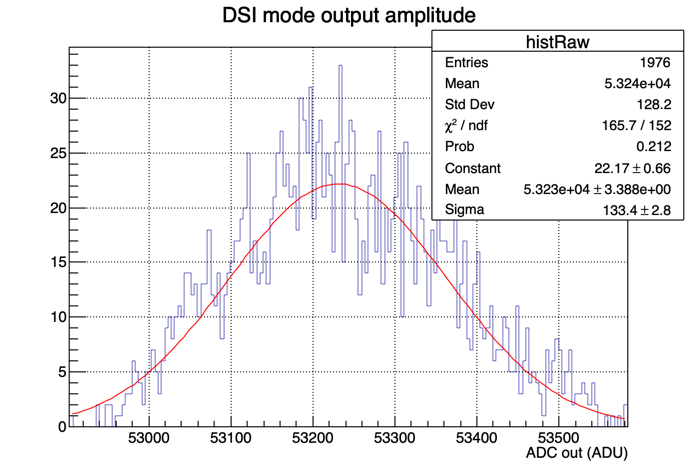 DSI mode output amplitude
histRaw
Entries 1976
Mean 5.324e+04
Std Dev 128.2
χ² / ndf 165.7 / 152
Prob 0.212
Constant 22.17 ± 0.66
Mean 5.323e+04 ± 3.388e+00
Sigma 133.4 ± 2.8
30
25
20
15
10
5
0
53000 53100 53200 53300 53400 53500
ADC out (ADU)